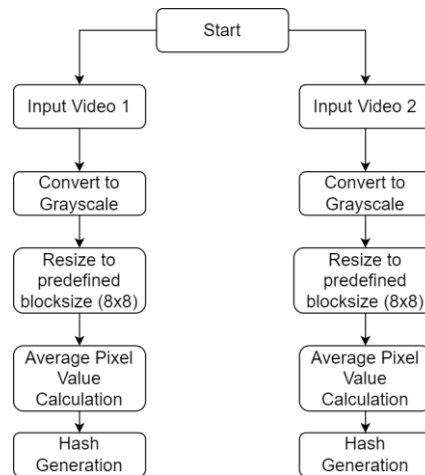 Start
Input Video 1
Input Video 2
Convert to
Grayscale
Convert to
Grayscale
Resize to
predefined
blocksize (8x8)
Resize to
predefined
blocksize (8x8)
Average Pixel
Value
Calculation
Average Pixel
Value
Calculation
Hash
Generation
Hash
Generation